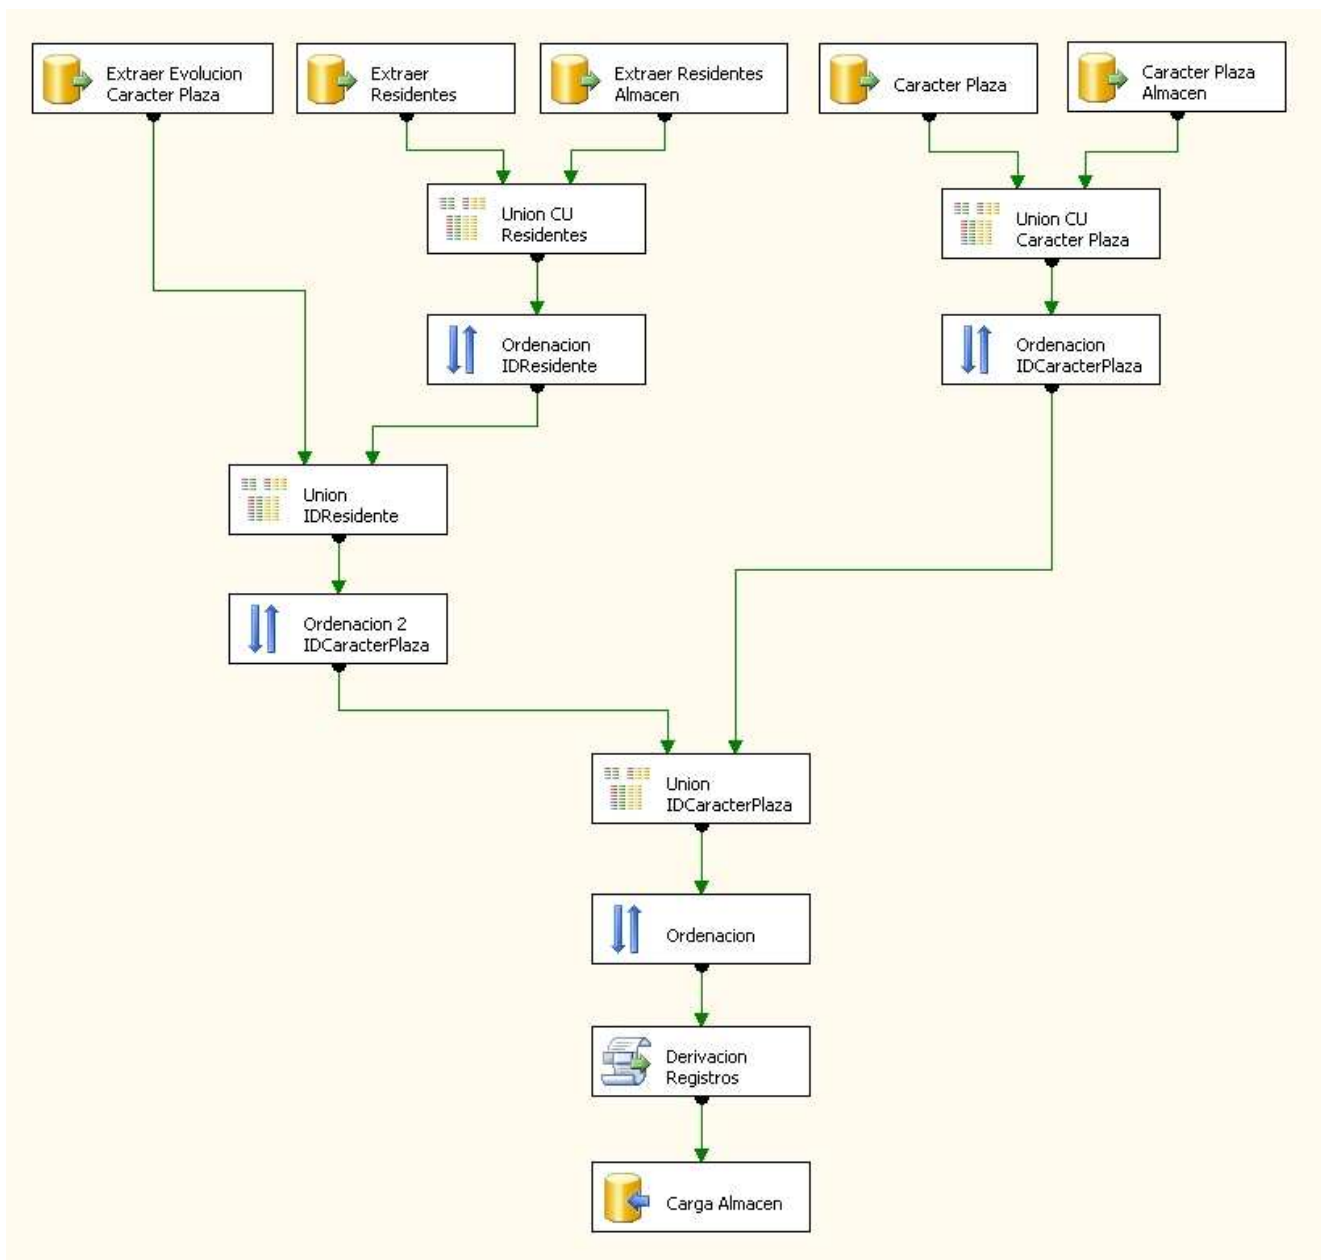 Extraer Evolucion
Caracter Plaza
Extraer
Residentes
Extraer Residentes
Almacen
Caracter Plaza
Caracter Plaza
Almacen
Union CU
Residentes
Union CU
Caracter Plaza
Ordenacion
IDResidente
Ordenacion
IDCaracterPlaza
Union
IDResidente
Ordenacion 2
IDCaracterPlaza
Union
IDCaracterPlaza
Ordenacion
Derivacion
Registros
Carga Almacen